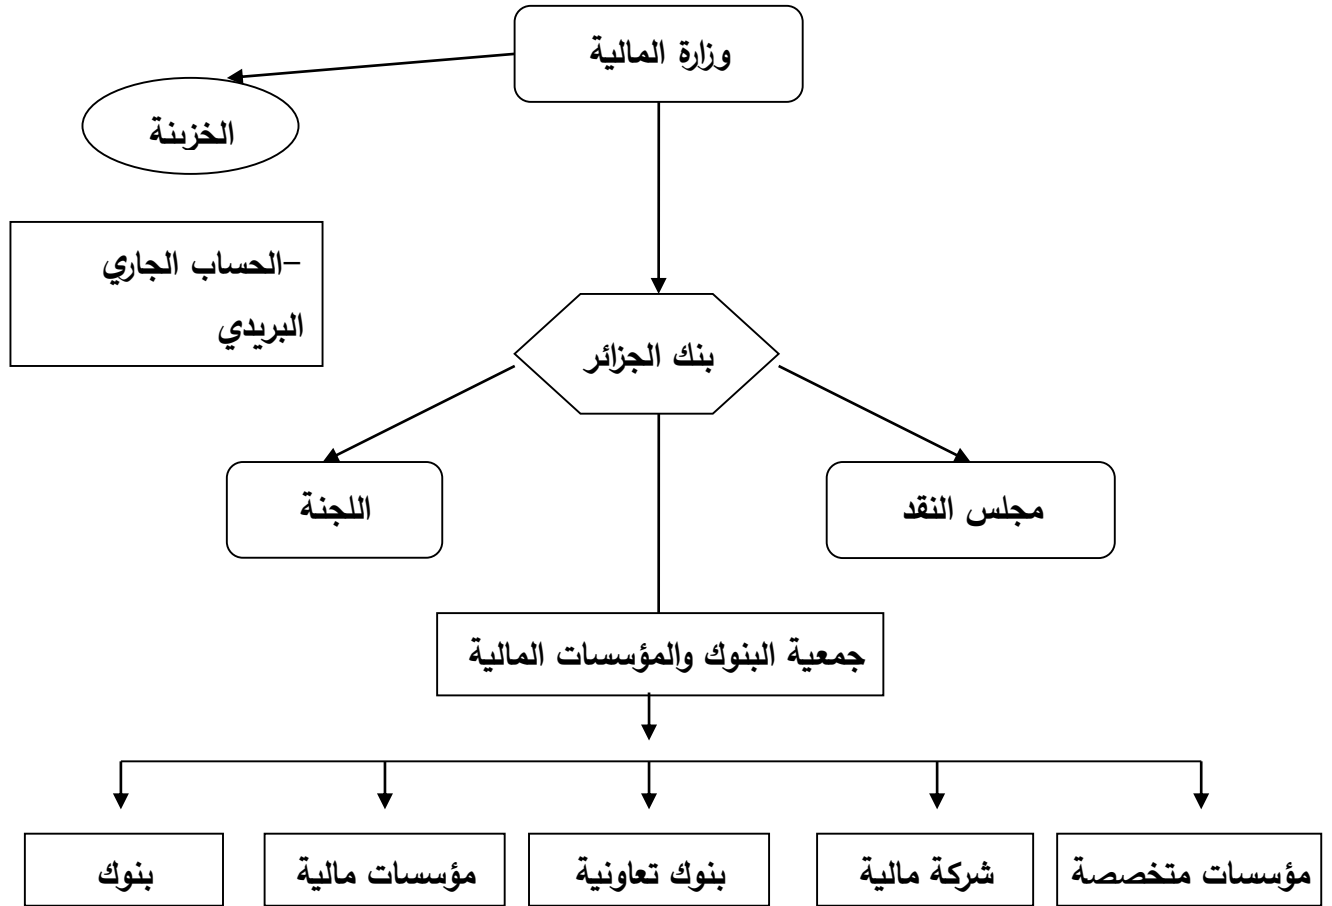 وزارة المالية
الخزينة
-الحساب الجاري
البريدي
بنك الجزائر
مجلس النقد
اللجنة
جمعية البنوك والمؤسسات المالية
مؤسسات متخصصة
شركة مالية
بنوك تعاونية
مؤسسات مالية
بنوك